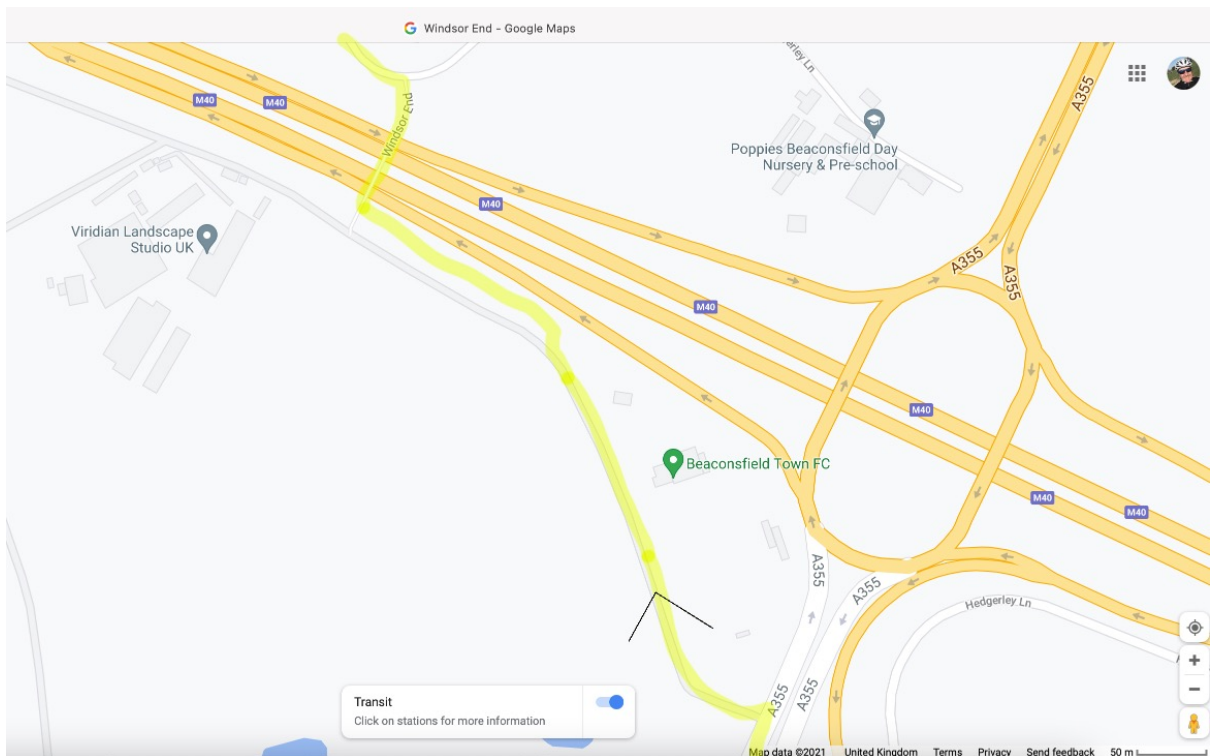 Windsor End - Google Maps
Hedgerley Ln
A355
M40
M40
Windsor End
Poppies Beaconsfield Day
Nursery & Pre-school
M40
Viridian Landscape
Studio UK
A355
A355
M40
M40
Beaconsfield Town FC
M40
M40
A355
A355
Hedgerley Ln
A355
Transit
Click on stations for more information
Map data ©2021 United Kingdom Terms Privacy Send feedback 50 m